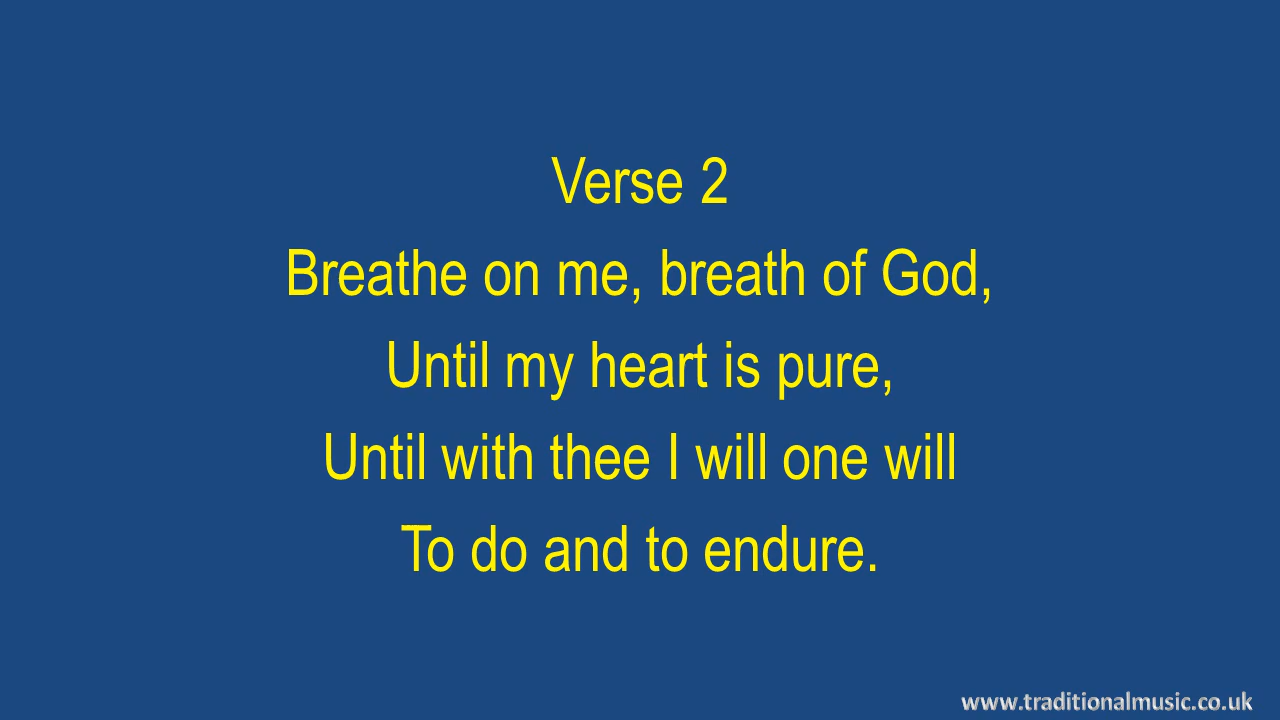 Verse 2
Breathe on me, breath of God,
Until my heart is pure,
Until with thee I will one will
To do and to endure.
www.traditionalmusic.co.uk